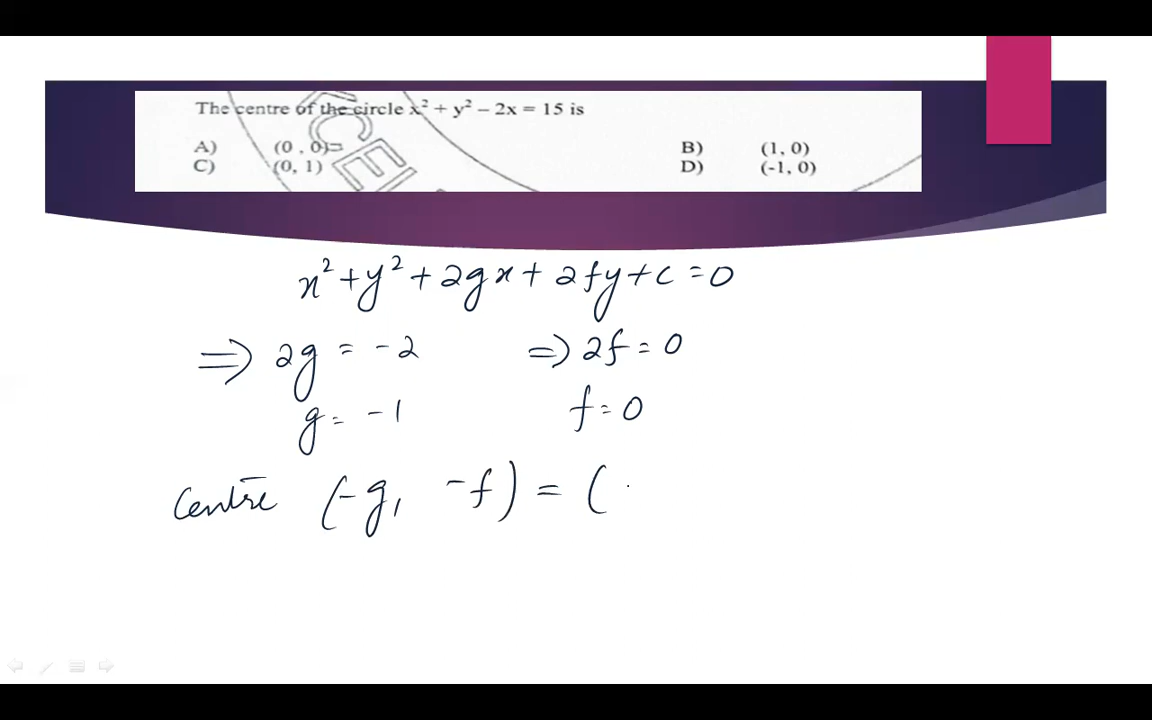 The centre of the circle x² + y² – 2x = 15 is
A) (0 , 0)= B) (1, 0)
C) (0, 1) D) (-1, 0)
x² + y² + 2gx + 2fy + c = 0
⇒ 2g = -2 ⇒ 2f = 0
g = -1 f = 0
Centre (-g, -f) = (